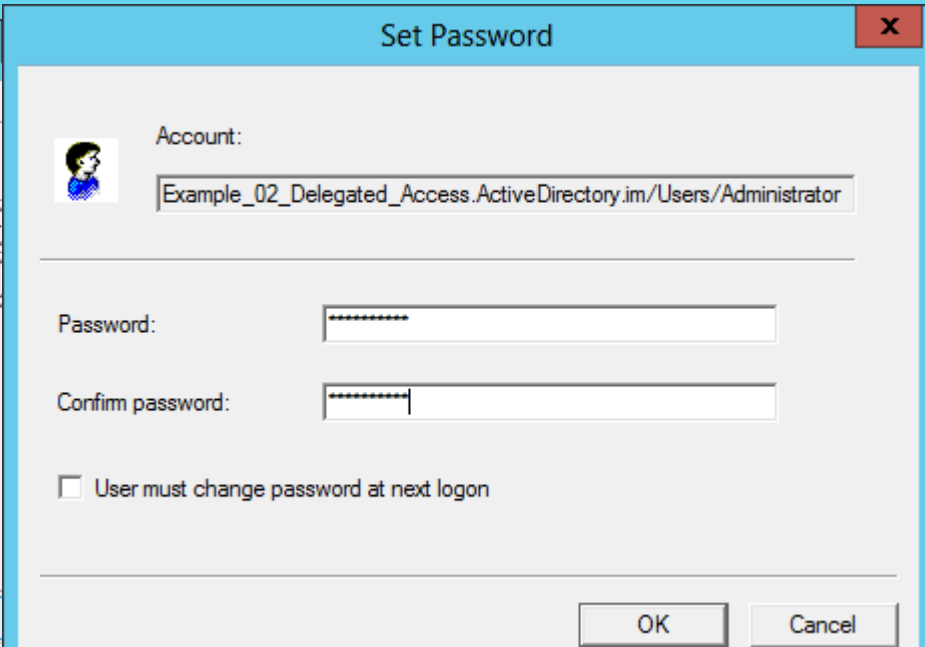 Set Password
x
Account:
Example_02_Delegated_Access.ActiveDirectory.im/Users/Administrator
Password:
**********
Confirm password:
**********
User must change password at next logon
OK
Cancel